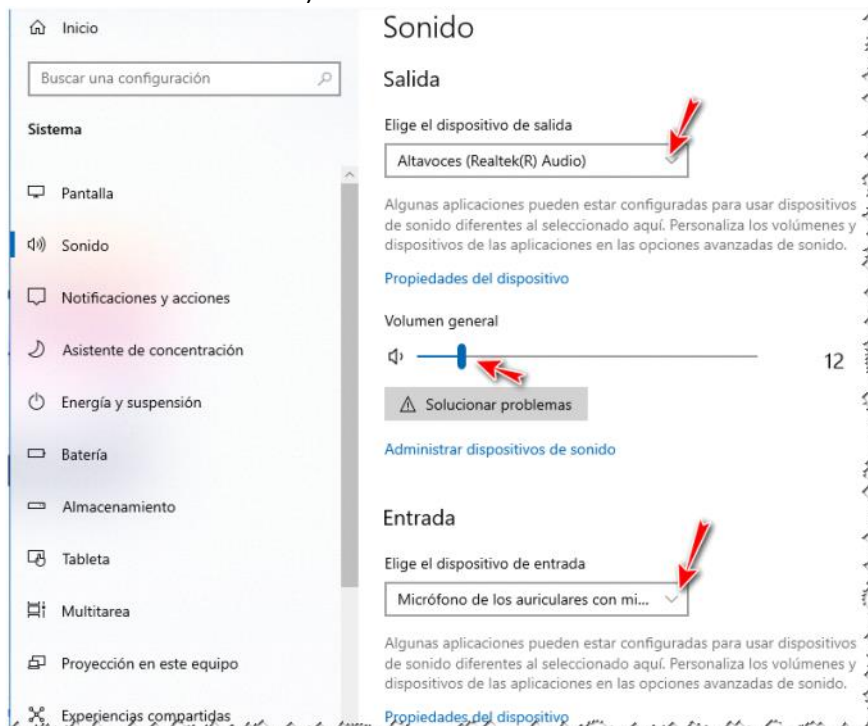 Inicio
Buscar una configuración
Sistema
Pantalla
Sonido
Notificaciones y acciones
Asistente de concentración
Energía y suspensión
Batería
Almacenamiento
Tableta
Multitarea
Proyección en este equipo
Experiencias compartidas
Sonido
Salida
Elige el dispositivo de salida
Altavoces (Realtek(R) Audio)
Algunas aplicaciones pueden estar configuradas para usar dispositivos
de sonido diferentes al seleccionado aquí. Personaliza los volúmenes y
dispositivos de las aplicaciones en las opciones avanzadas de sonido.
Propiedades del dispositivo
Volumen general
12
Solucionar problemas
Administrar dispositivos de sonido
Entrada
Elige el dispositivo de entrada
Micrófono de los auriculares con mi...
Algunas aplicaciones pueden estar configuradas para usar dispositivos
de sonido diferentes al seleccionado aquí. Personaliza los volúmenes y
dispositivos de las aplicaciones en las opciones avanzadas de sonido.
Propiedades del dispositivo